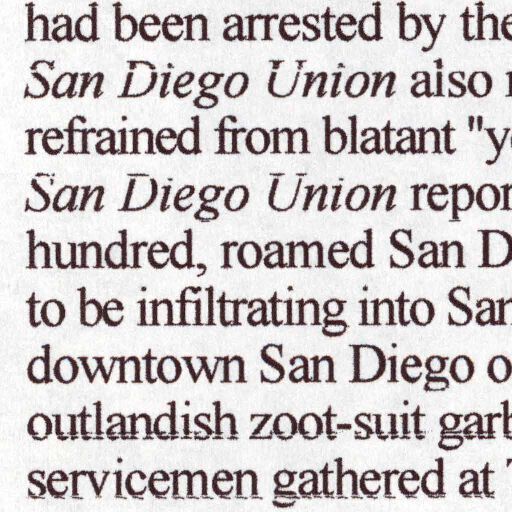 had been arrested by the
San Diego Union also
refrained from blatant "y
San Diego Union repor
hundred, roamed San D
to be infiltrating into San
downtown San Diego o
outlandish zoot-suit garb
servicemen gathered at